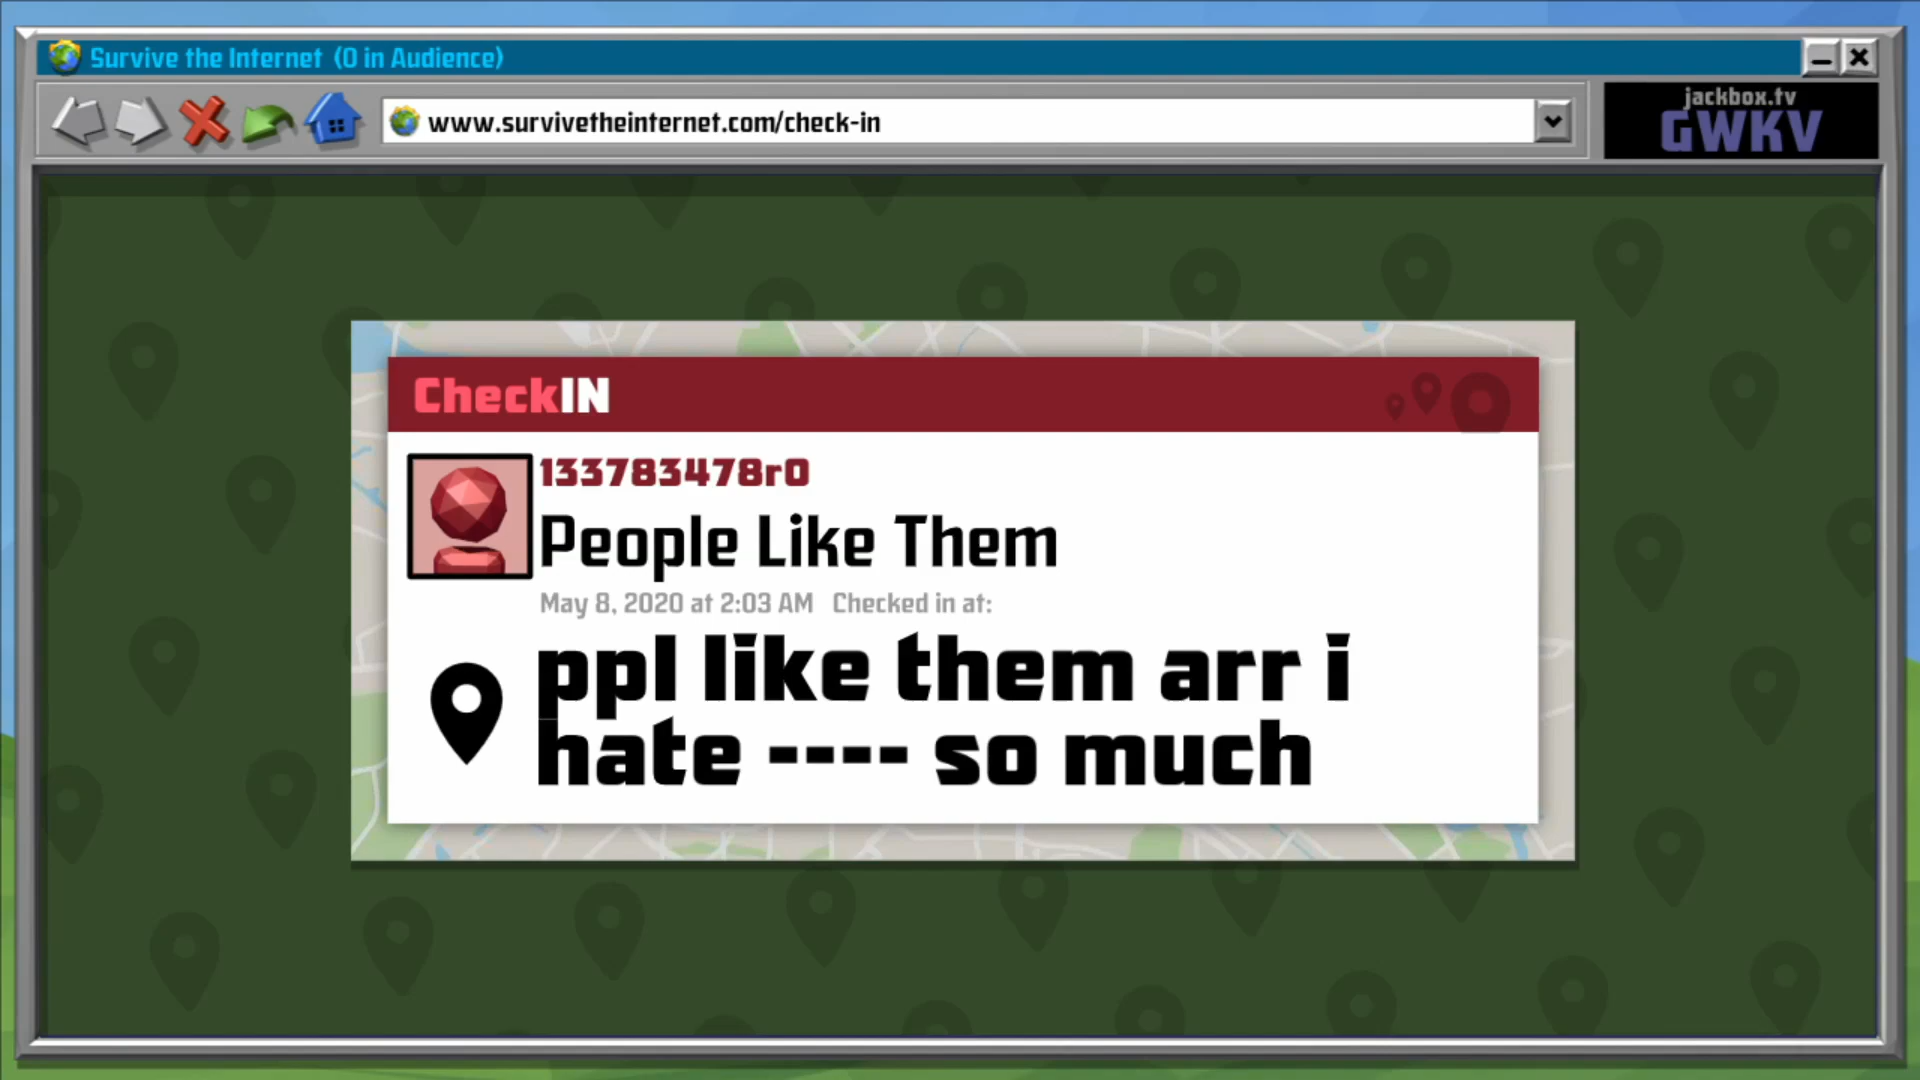 Survive the Internet (0 in Audience)
www.survivetheinternet.com/check-in
jackbox.tv
GWKV
CheckIN
133783478r0
People Like Them
May 8, 2020 at 2:03 AM Checked in at:
ppl like them arr i
hate ---- so much